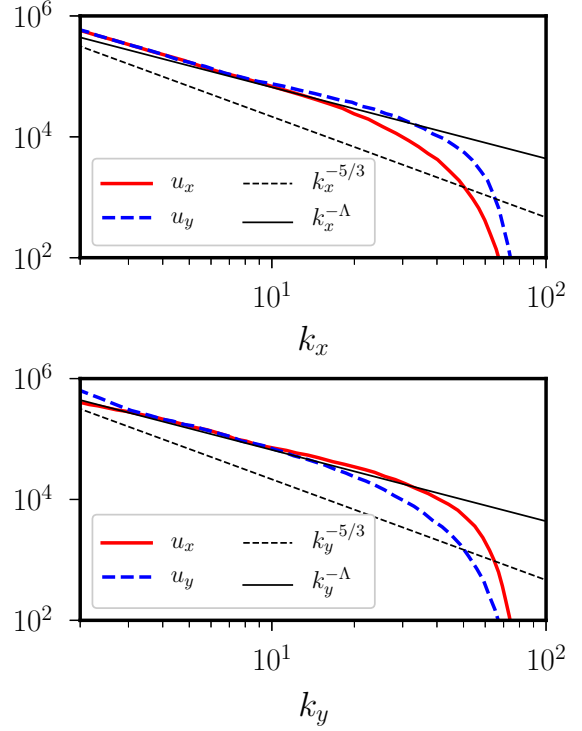 10^6
10^4
10^2
u_x
k_x^{-5/3}
u_y
k_x^{-Λ}
10^1
10^2
k_x
10^6
10^4
10^2
u_x
k_y^{-5/3}
u_y
k_y^{-Λ}
10^1
10^2
k_y